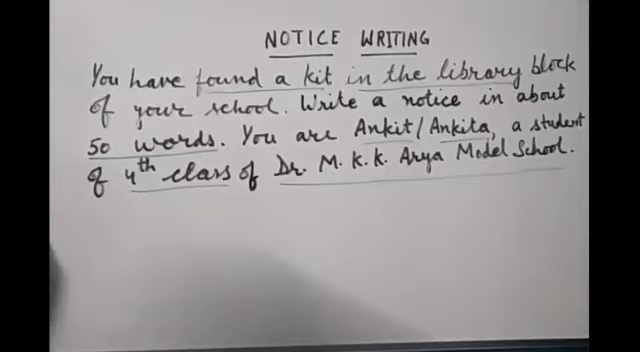 NOTICE WRITING
You have found a kit in the library block
of your school. Write a notice in about
50 words. You are Ankit/Ankita, a student
of 4th class of Dr. M. K. K. Arya Model School.